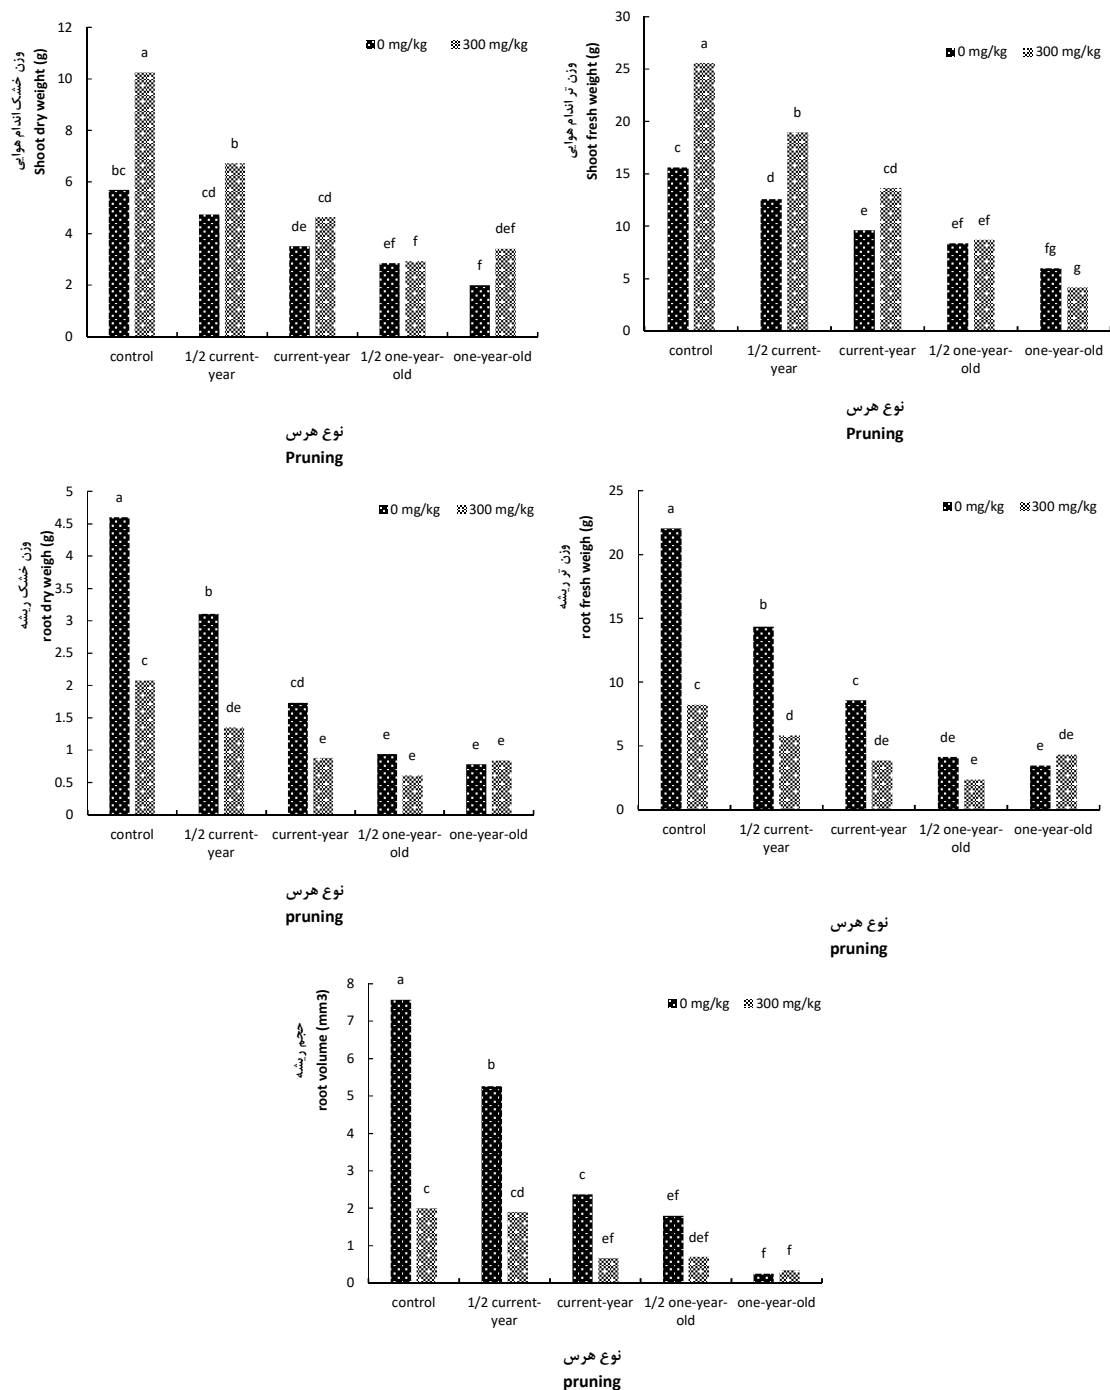 وزن خشک اندام هوایی
Shoot dry weight (g)
12
10
8
6
4
2
0
0 mg/kg 300 mg/kg
bc a
cd b
de cd
ef f
f def
control 1/2 current-year current-year 1/2 one-year-old one-year-old
نوع هرس
Pruning
وزن تر اندام هوایی
Shoot fresh weight (g)
30
25
20
15
10
5
0
0 mg/kg 300 mg/kg
c a
d b
e cd
ef ef
fg g
control 1/2 current-year current-year 1/2 one-year-old one-year-old
نوع هرس
Pruning
وزن خشک ریشه
root dry weigh (g)
5
4.5
4
3.5
3
2.5
2
1.5
1
0.5
0
0 mg/kg 300 mg/kg
a c
b de
cd e
e e
e e
control 1/2 current-year current-year 1/2 one-year-old one-year-old
نوع هرس
pruning
وزن تر ریشه
root fresh weigh (g)
25
20
15
10
5
0
0 mg/kg 300 mg/kg
a c
b d
c de
de e
e de
control 1/2 current-year current-year 1/2 one-year-old one-year-old
نوع هرس
pruning
حجم ریشه
root volume (mm3)
8
7
6
5
4
3
2
1
0
0 mg/kg 300 mg/kg
a c
b cd
c ef
ef def
f f
control 1/2 current-year current-year 1/2 one-year-old one-year-old
نوع هرس
pruning